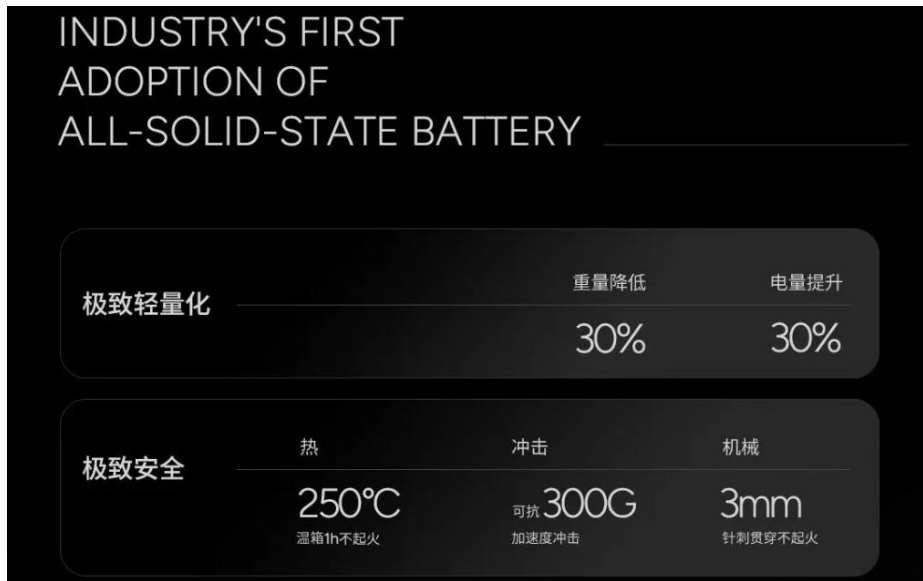 INDUSTRY'S FIRST
ADOPTION OF
ALL-SOLID-STATE BATTERY
极致轻量化
重量降低 电量提升
30% 30%
极致安全
热 冲击 机械
250℃ 可抗300G 3mm
温箱1h不起火 加速度冲击 针刺贯穿不起火